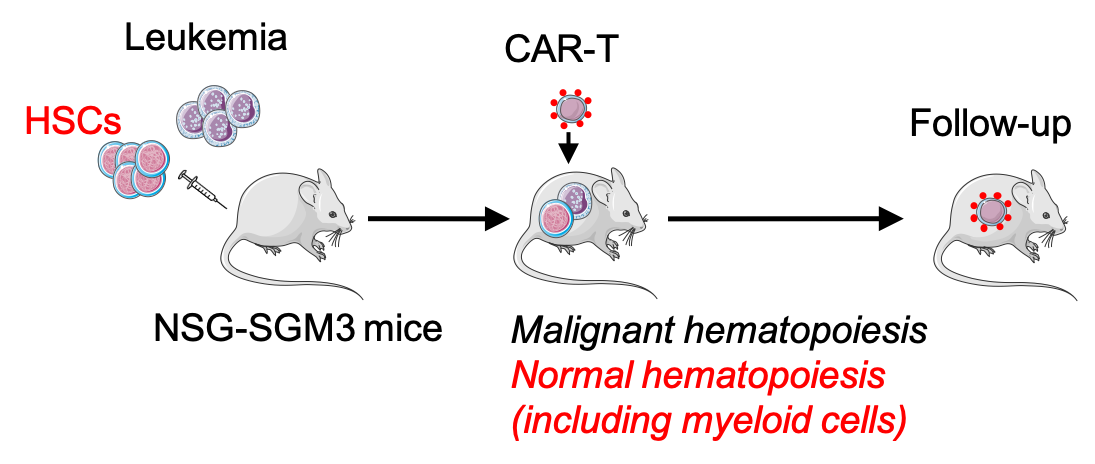 Leukemia
HSCs
CAR-T
Follow-up
NSG-SGM3 mice
Malignant hematopoiesis
Normal hematopoiesis
(including myeloid cells)